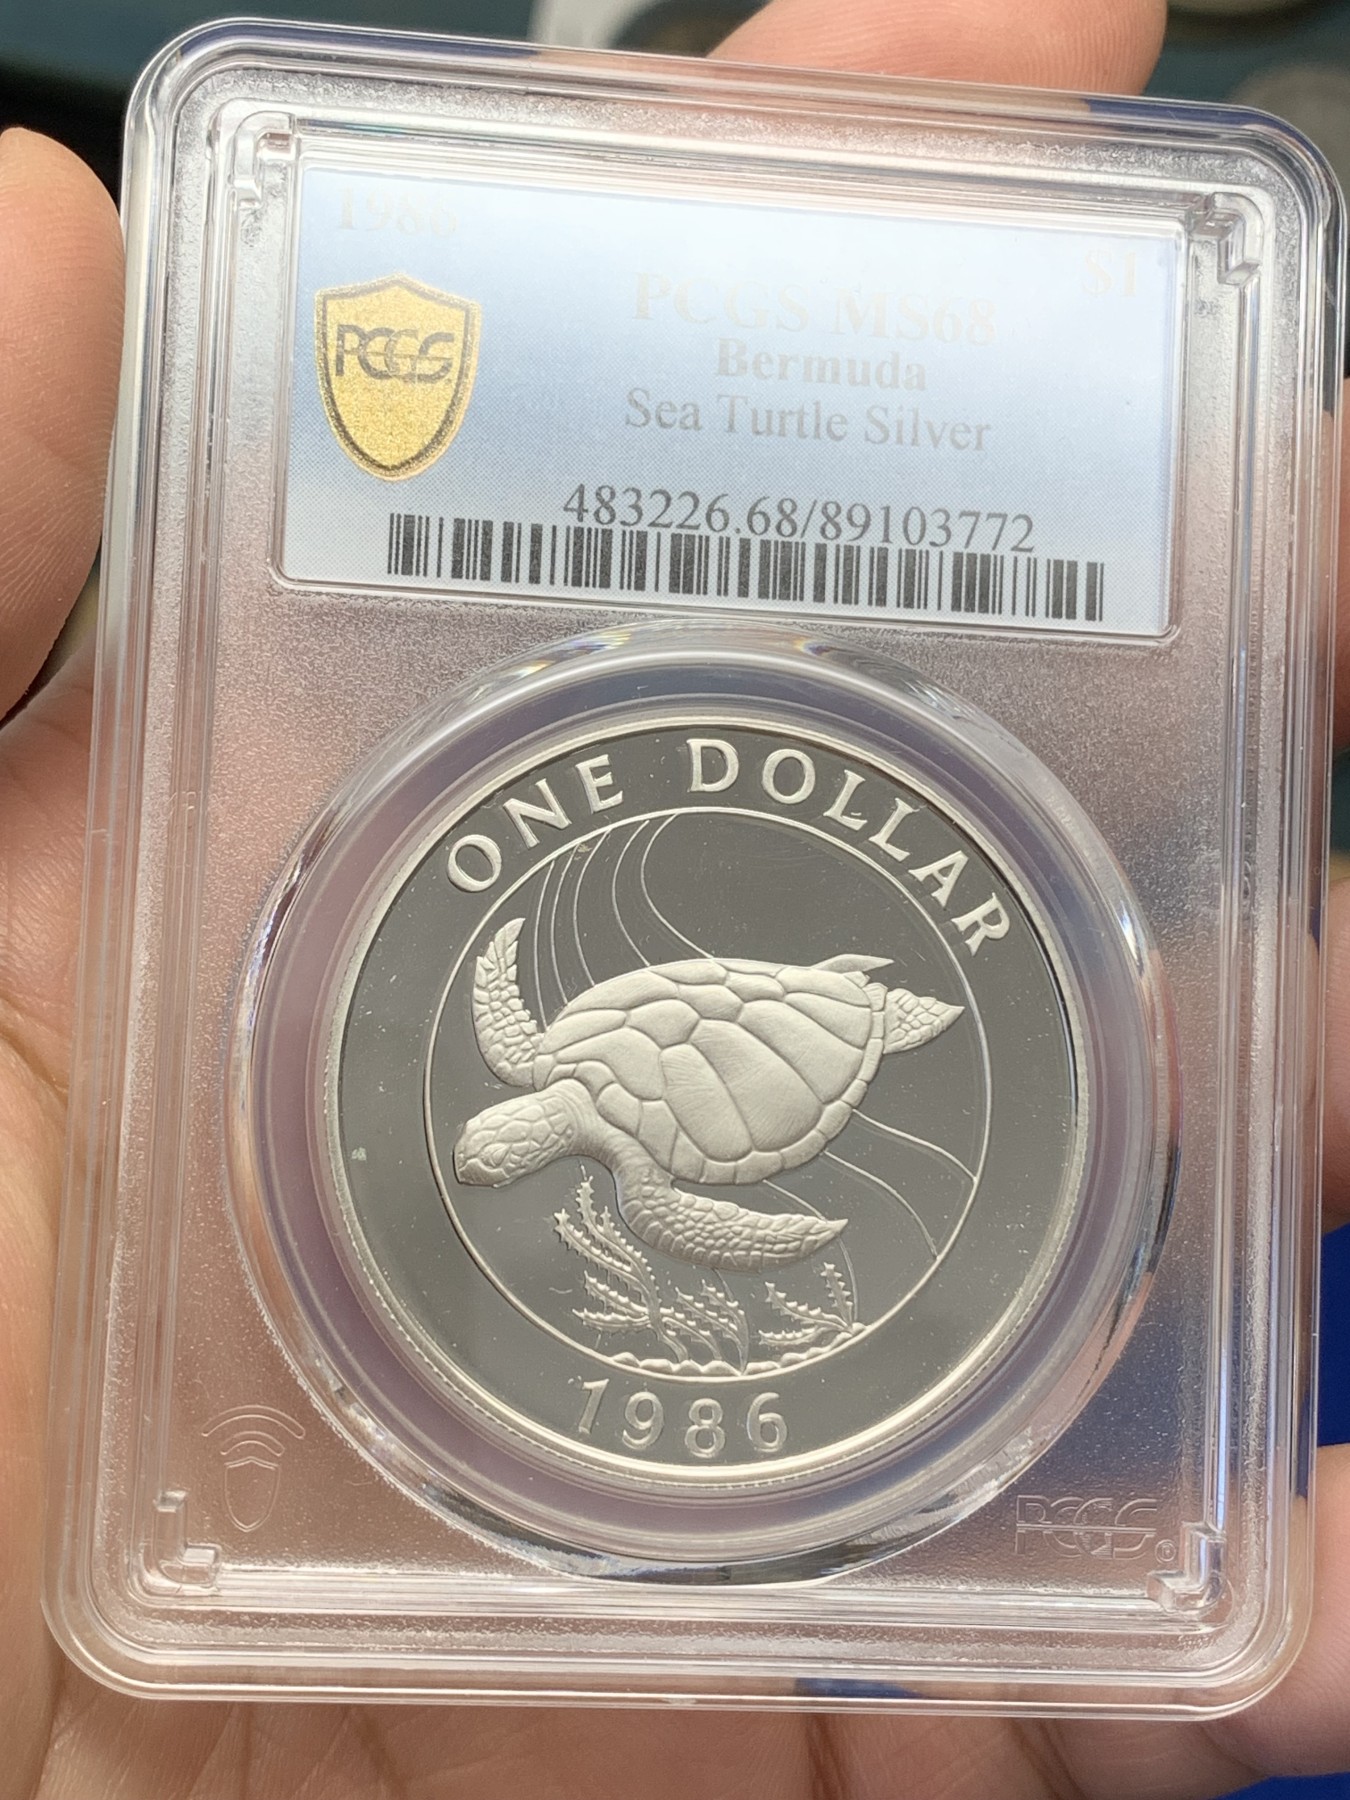 1986
$1
PCGS MS68
Bermuda
Sea Turtle Silver
PCGS
483226.68/89103772
ONE DOLLAR
1986
PCGS